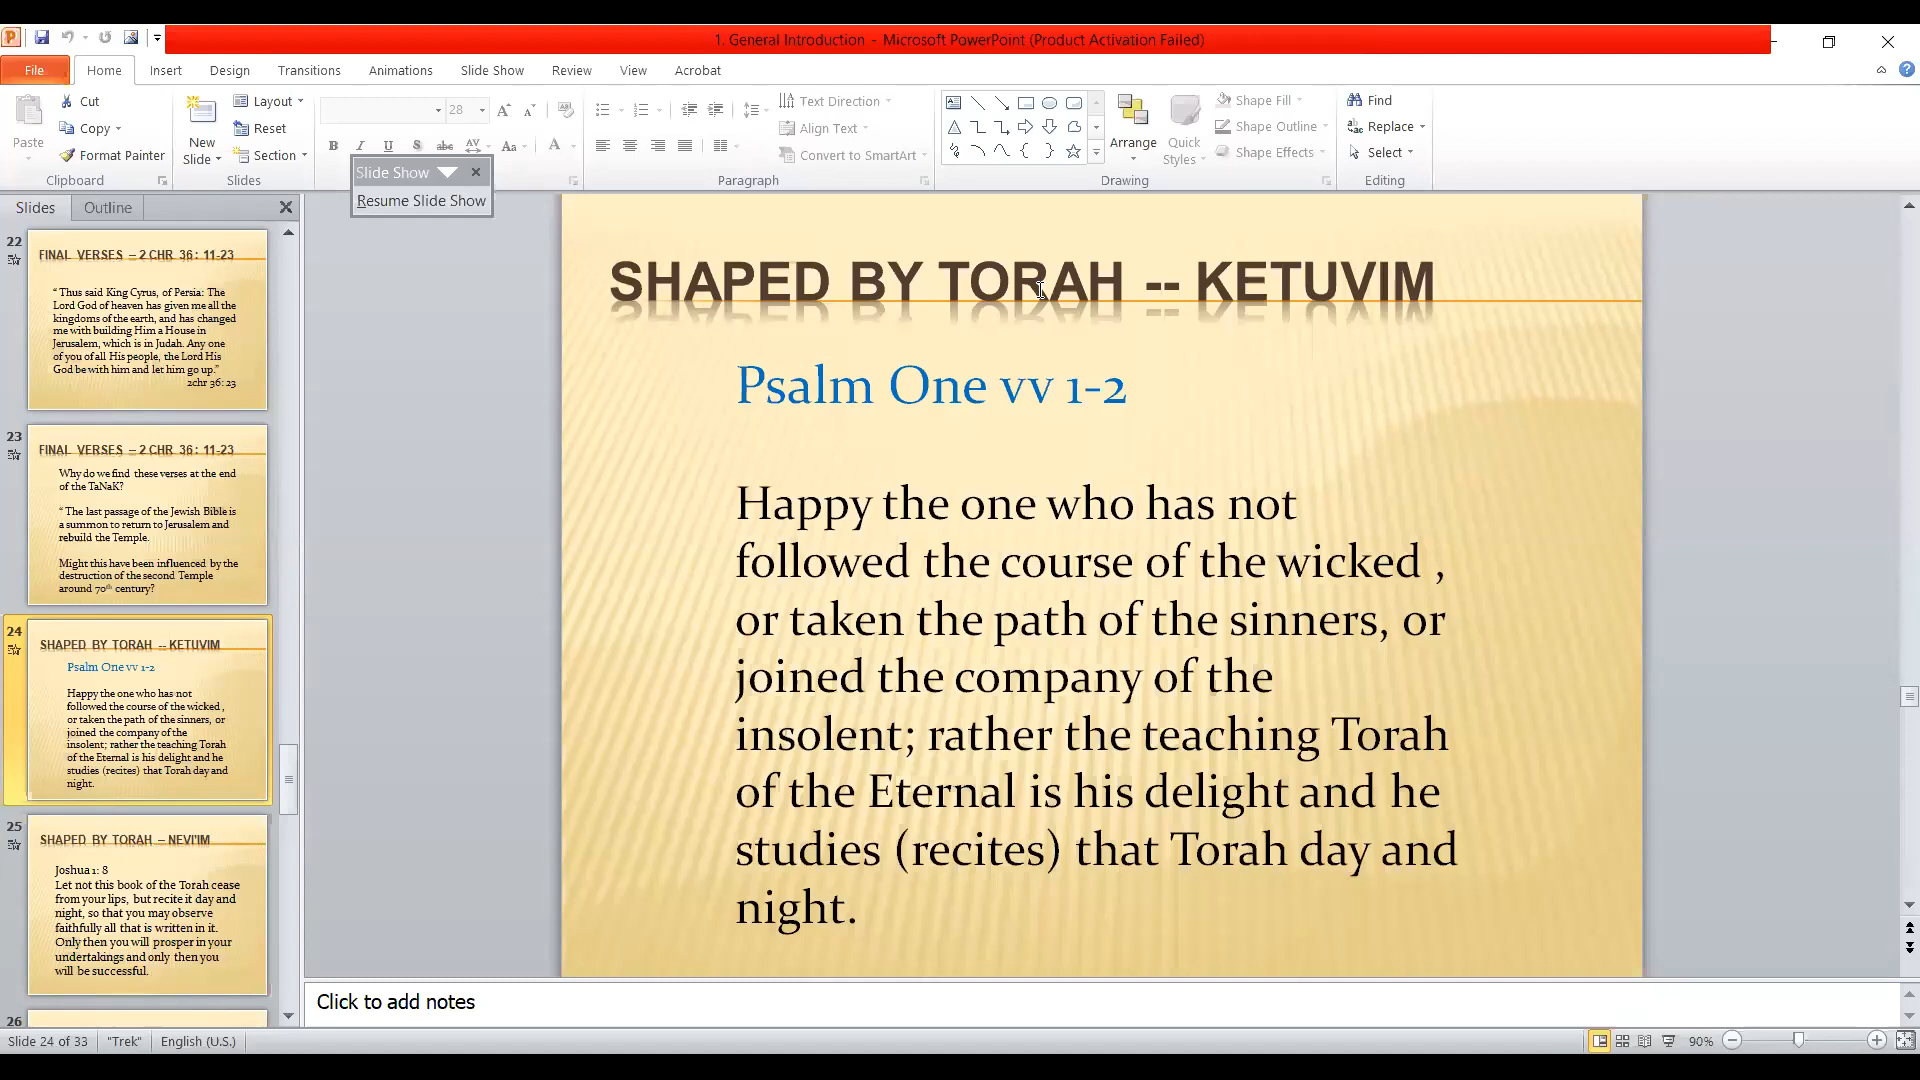 1. General Introduction - Microsoft PowerPoint (Product Activation Failed)
File Home Insert Design Transitions Animations Slide Show Review View Acrobat
Paste
Cut
Copy
Format Painter
Clipboard
New Slide
Layout
Reset
Section
Slides
28
B I U S abc AV Aa A
Slide Show
Resume Slide Show
Text Direction
Align Text
Convert to SmartArt
Paragraph
Arrange
Quick Styles
Shape Fill
Shape Outline
Shape Effects
Drawing
Find
Replace
Select
Editing
Slides Outline
22
FINAL VERSES – 2 CHR 36: 11-23
“ Thus said King Cyrus, of Persia: The
Lord God of heaven has given me all the
kingdoms of the earth, and has changed
me with building Him a House in
Jerusalem, which is in Judah. Any one
of you of all His people, the Lord His
God be with him and let him go up.”
2chr 36: 23
23
FINAL VERSES – 2 CHR 36: 11-23
Why do we find these verses at the end
of the TaNaK?
“ The last passage of the Jewish Bible is
a summon to return to Jerusalem and
rebuild the Temple.
Might this have been influenced by the
destruction of the second Temple
around 70th century?
24
SHAPED BY TORAH -- KETUVIM
Psalm One vv 1-2
Happy the one who has not
followed the course of the wicked ,
or taken the path of the sinners, or
joined the company of the
insolent; rather the teaching Torah
of the Eternal is his delight and he
studies (recites) that Torah day and
night.
25
SHAPED BY TORAH – NEVI'IM
Joshua 1: 8
Let not this book of the Torah cease
from your lips, but recite it day and
night, so that you may observe
faithfully all that is written in it.
Only then you will prosper in your
undertakings and only then you
will be successful.
26
SHAPED BY TORAH -- KETUVIM
Psalm One vv 1-2
Happy the one who has not
followed the course of the wicked ,
or taken the path of the sinners, or
joined the company of the
insolent; rather the teaching Torah
of the Eternal is his delight and he
studies (recites) that Torah day and
night.
Click to add notes
Slide 24 of 33 "Trek" English (U.S.) 90%